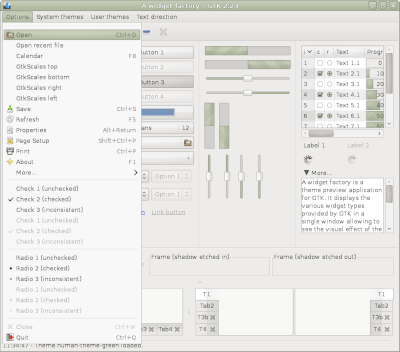 A widget factory - GTK 2.24
Options System themes User themes Text direction
Open Ctrl+O
Open recent file
Calendar F8
GtkScales top
GtkScales bottom
GtkScales right
GtkScales left
Save Ctrl+S
Refresh F5
Properties Alt+Return
Page Setup Shift+Ctrl+P
Print Ctrl+P
About F1
More...
Check 1 (unchecked)
Check 2 (checked)
Check 3 (inconsistent)
Check 1 (unchecked)
Check 2 (checked)
Check 3 (inconsistent)
Radio 1 (unchecked)
Radio 2 (checked)
Radio 3 (inconsistent)
Radio 1 (unchecked)
Radio 2 (checked)
Radio 3 (inconsistent)
Close Ctrl+W
Quit Ctrl+Q
utton 1
utton 2
utton 3
utton 4
ans 12
Option 1
Option 1
Link button
i c r Text Progr
1 Text 1.1 0
2 Text 2.1 10
3 Text 3.1 20
4 Text 4.1 30
5 Text 5.1 40
6 Text 6.1 50
7 Text 7.1
Label 1 Label 2
More...
A widget factory is a
theme preview application
for GTK. It displays the
various widget types
provided by GTK in a
single window allowing to
see the visual effect of the
Frame (shadow etched in)
Frame (shadow etched out)
b3 Tab4
T1
Tab2
T3b
T4
T1
Tab2
T3b
T4
11:34:47 - Theme human-theme-green loaded